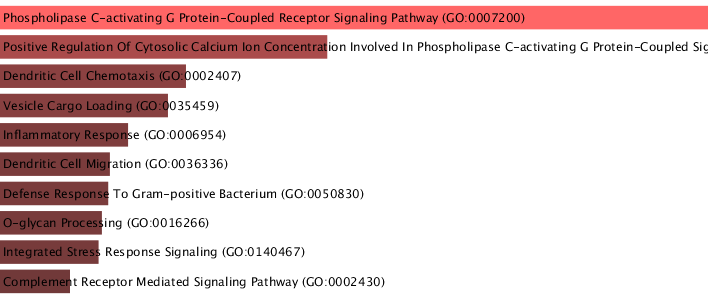 Phospholipase C-activating G Protein-Coupled Receptor Signaling Pathway (GO:0007200)
Positive Regulation Of Cytosolic Calcium Ion Concentration Involved In Phospholipase C-activating G Protein-Coupled Sig
Dendritic Cell Chemotaxis (GO:0002407)
Vesicle Cargo Loading (GO:0035459)
Inflammatory Response (GO:0006954)
Dendritic Cell Migration (GO:0036336)
Defense Response To Gram-positive Bacterium (GO:0050830)
O-glycan Processing (GO:0016266)
Integrated Stress Response Signaling (GO:0140467)
Complement Receptor Mediated Signaling Pathway (GO:0002430)